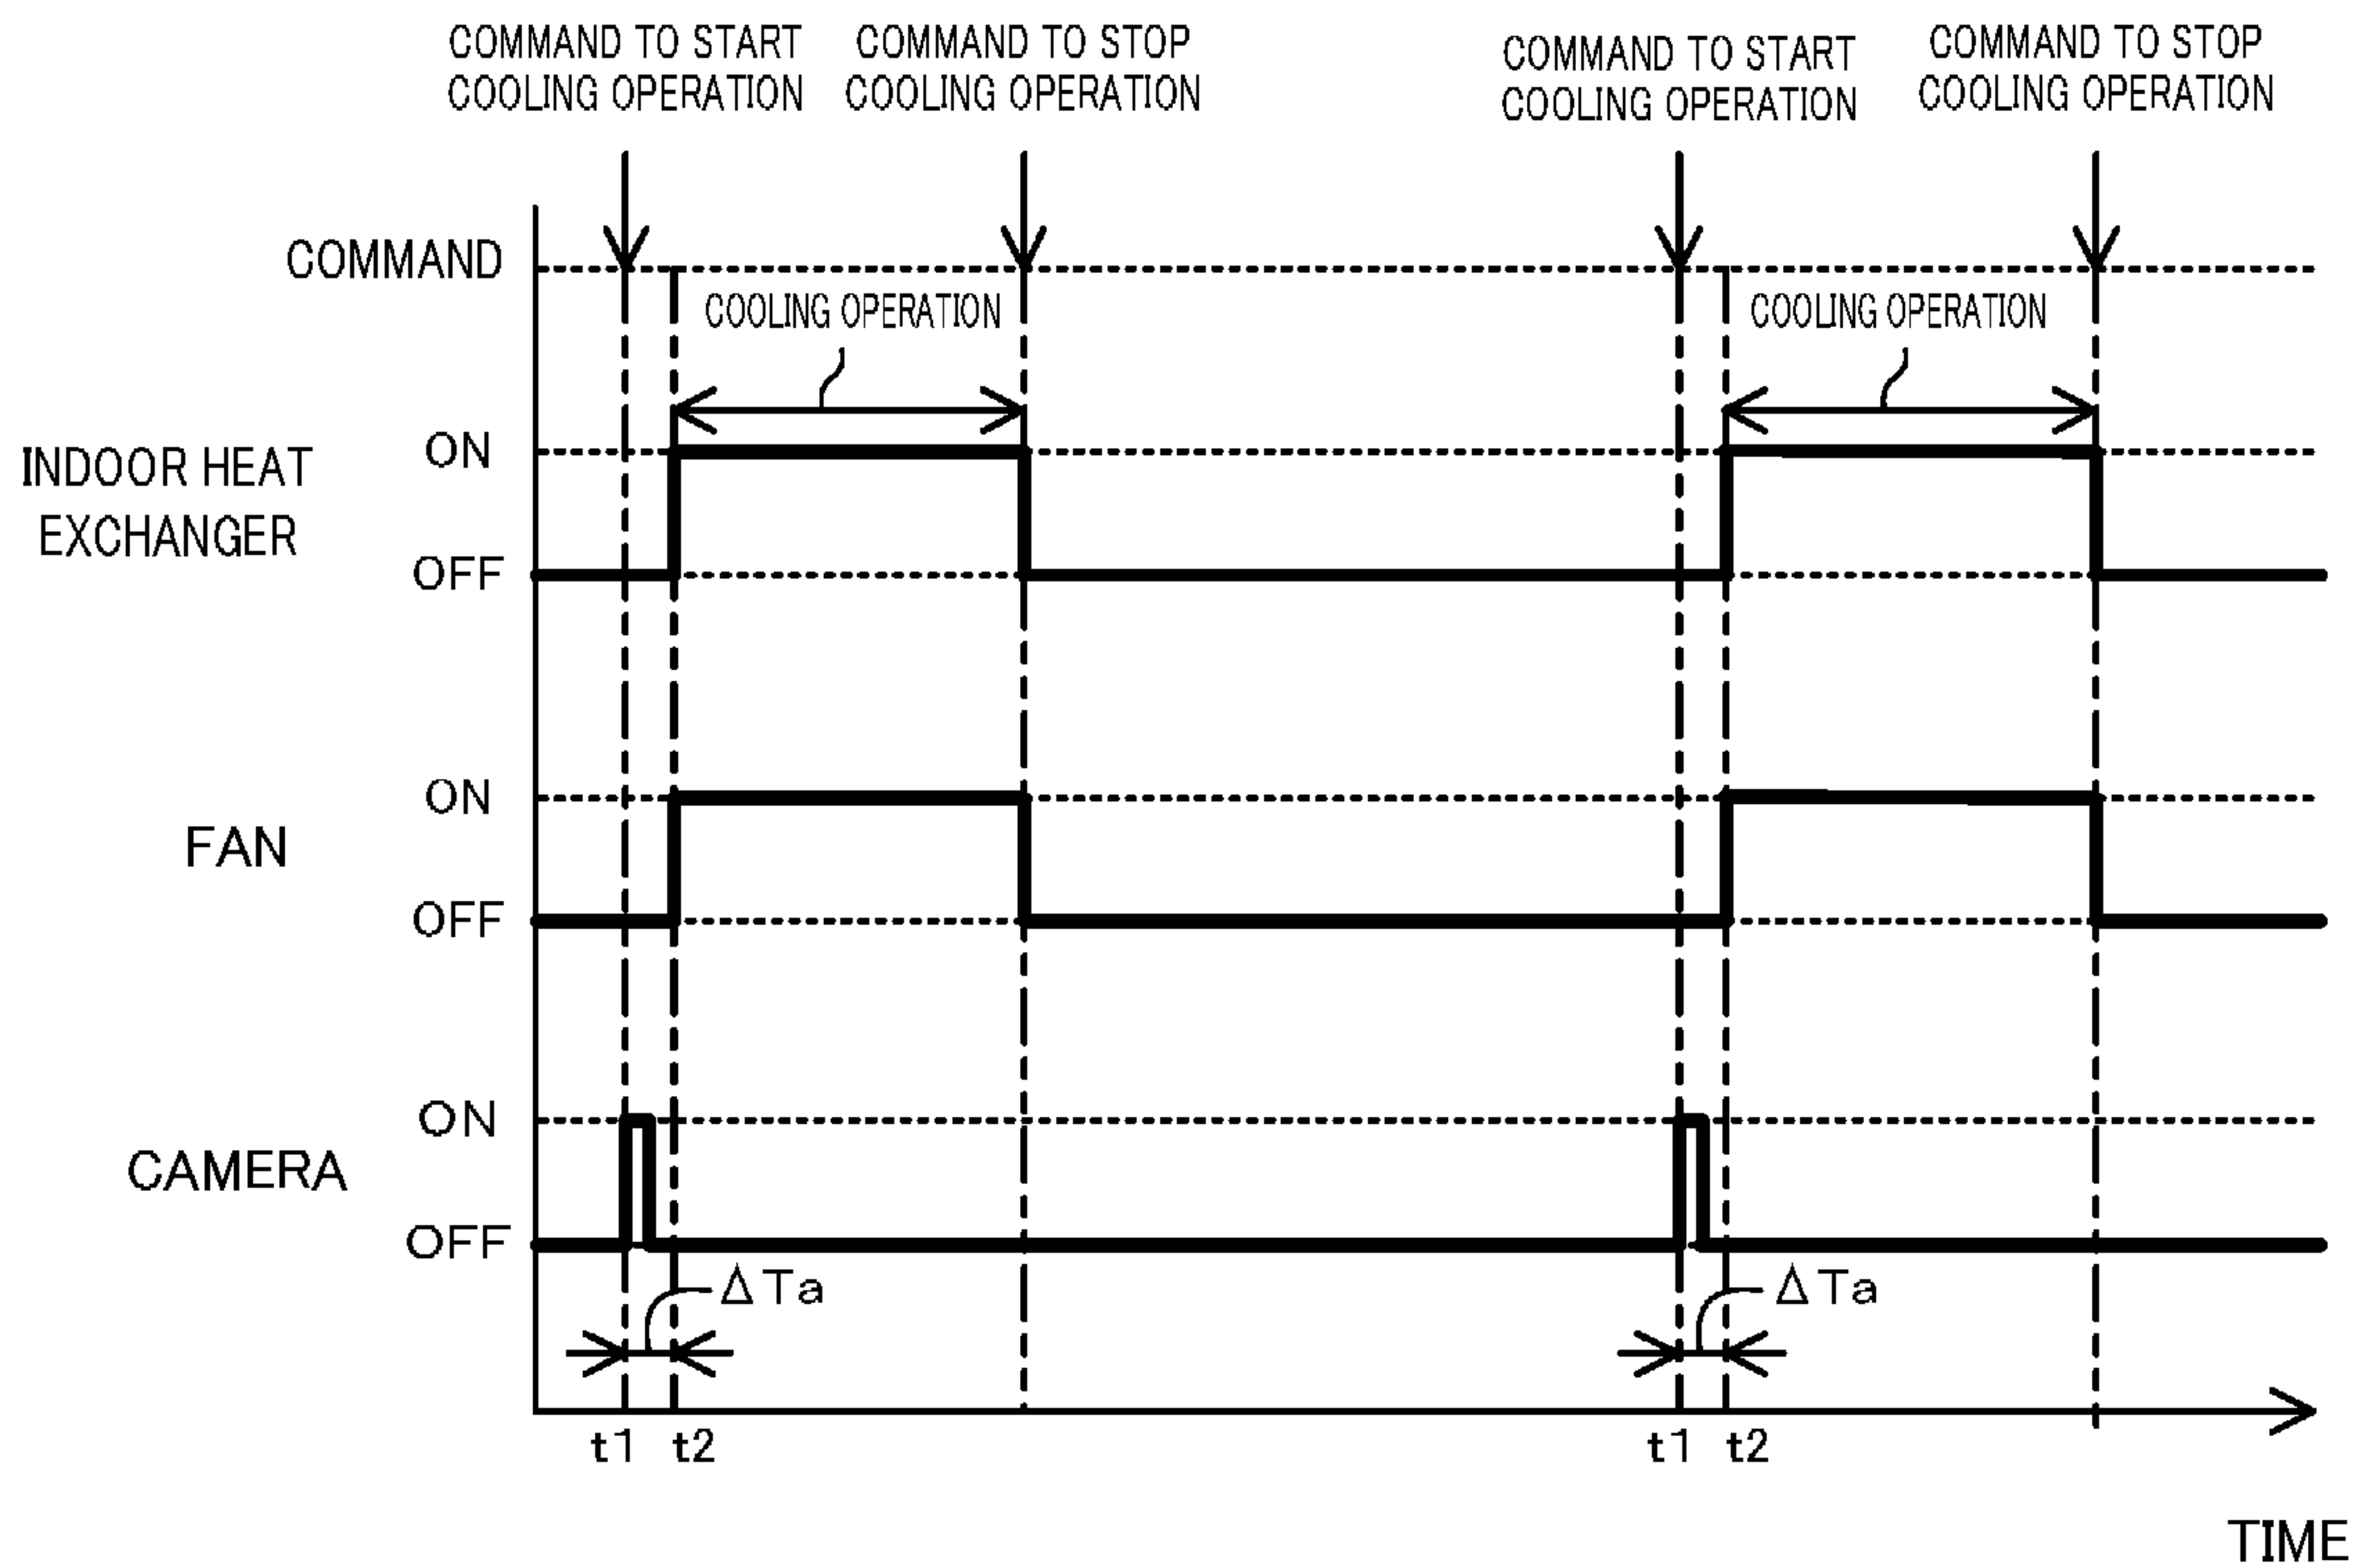 COMMAND TO START
COOLING OPERATION
COMMAND TO STOP
COOLING OPERATION
COMMAND TO START
COOLING OPERATION
COMMAND TO STOP
COOLING OPERATION
COMMAND
COOLING OPERATION
COOLING OPERATION
INDOOR HEAT
EXCHANGER
ON
OFF
FAN
ON
OFF
CAMERA
ON
OFF
ΔTa
ΔTa
t1
t2
t1
t2
TIME